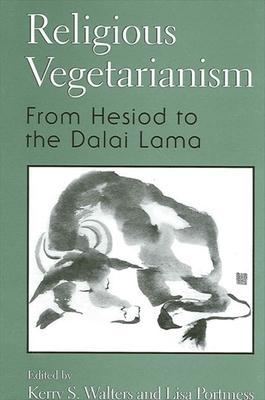 Religious
Vegetarianism
From Hesiod to
the Dalai Lama
Edited by
Kerry S. Walters and Lisa Portmess